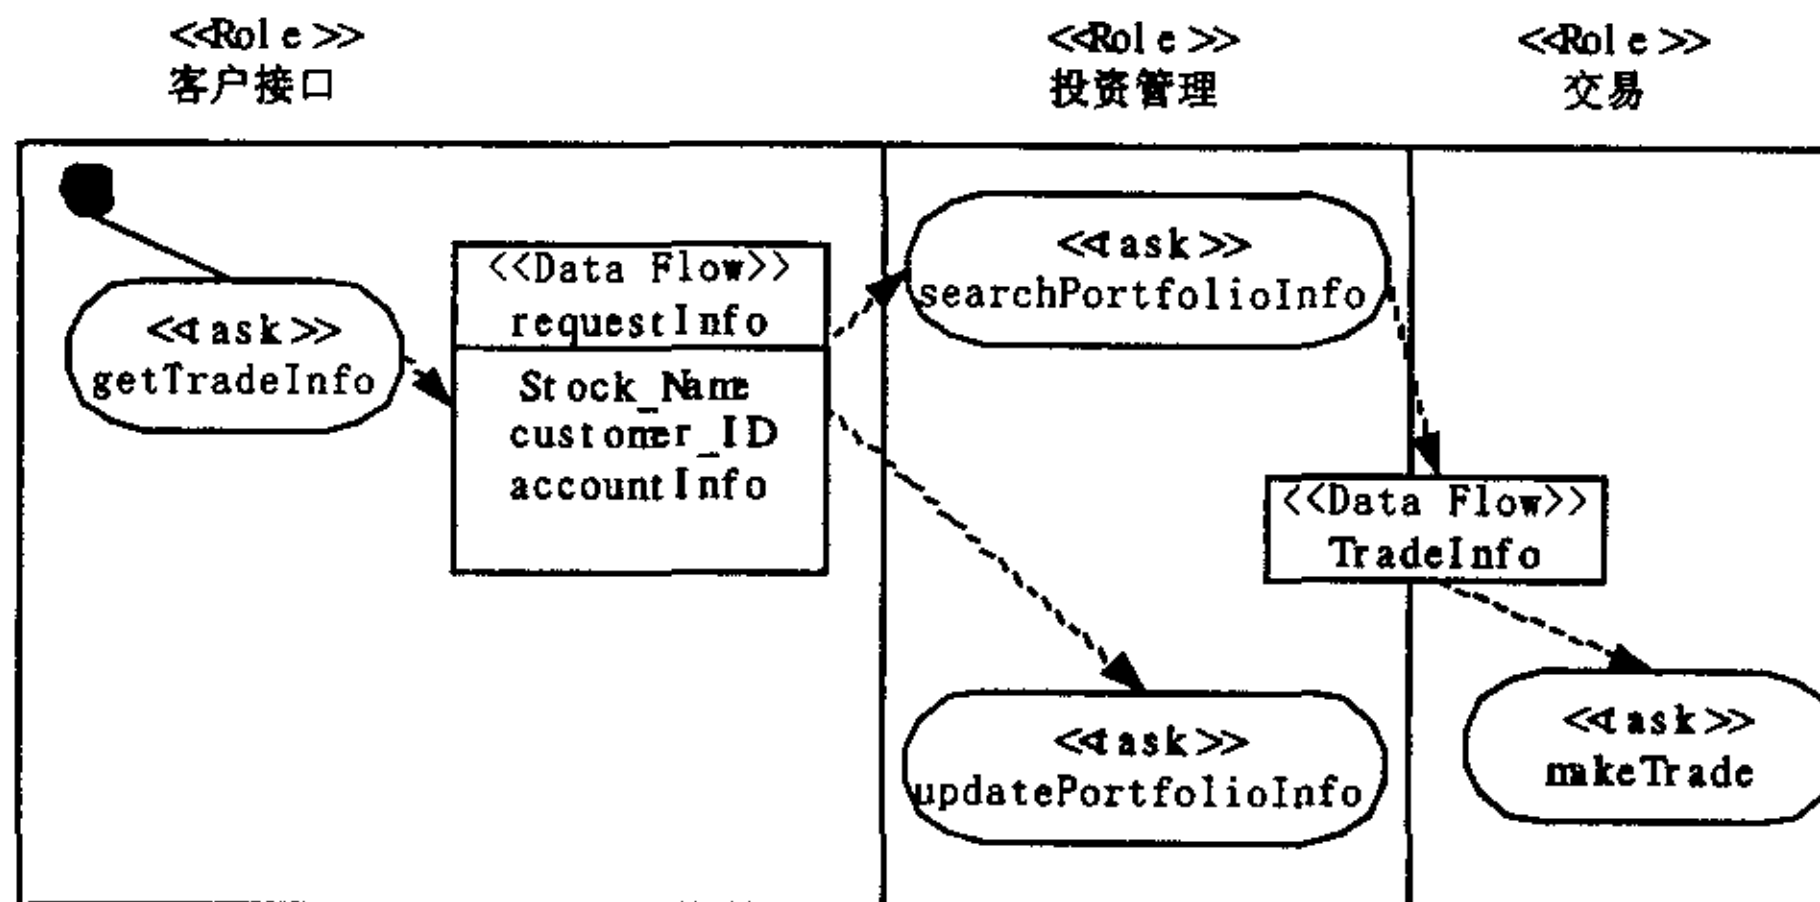 <<Role>>
客户接口
<<Role>>
投资管理
<<Role>>
交易
<<task>>
getTradeInfo
<<Data Flow>>
requestInfo
Stock_Name
customer_ID
accountInfo
<<task>>
searchPortfolioInfo
<<Data Flow>>
TradeInfo
<<task>>
updatePortfolioInfo
<<task>>
makeTrade